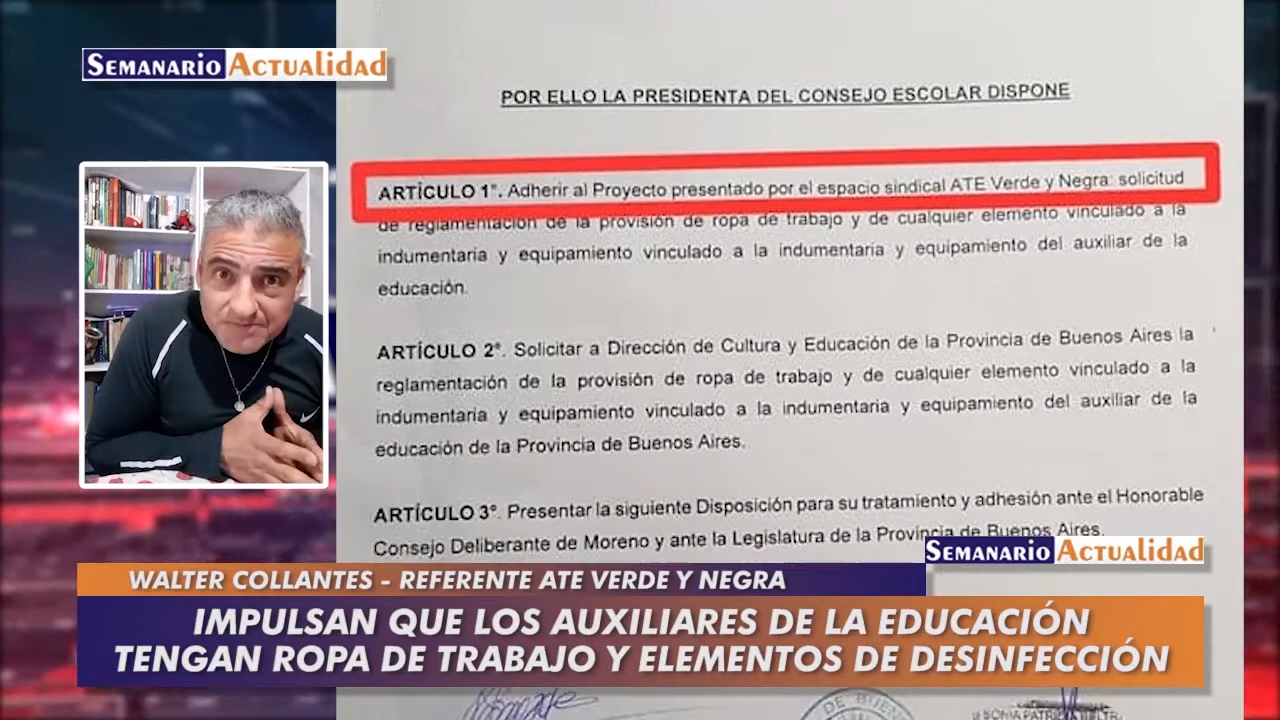 SEMANARIO ACTUALIDAD
POR ELLO LA PRESIDENTA DEL CONSEJO ESCOLAR DISPONE
ARTÍCULO 1°. Adherir al Proyecto presentado por el espacio sindical ATE Verde y Negra: solicitud
de reglamentación de la provisión de ropa de trabajo y de cualquier elemento vinculado a la
indumentaria y equipamiento vinculado a la indumentaria y equipamiento del auxiliar de la
educación.
ARTÍCULO 2°. Solicitar a Dirección de Cultura y Educación de la Provincia de Buenos Aires la
reglamentación de la provisión de ropa de trabajo y de cualquier elemento vinculado a la
indumentaria y equipamiento vinculado a la indumentaria y equipamiento del auxiliar de la
educación de la Provincia de Buenos Aires.
ARTÍCULO 3°. Presentar la siguiente Disposición para su tratamiento y adhesión ante el Honorable
Consejo Deliberante de Moreno y ante la Legislatura de la Provincia de Buenos Aires.
SEMANARIO ACTUALIDAD
WALTER COLLANTES - REFERENTE ATE VERDE Y NEGRA
IMPULSAN QUE LOS AUXILIARES DE LA EDUCACIÓN
TENGAN ROPA DE TRABAJO Y ELEMENTOS DE DESINFECCIÓN
DE BUENO